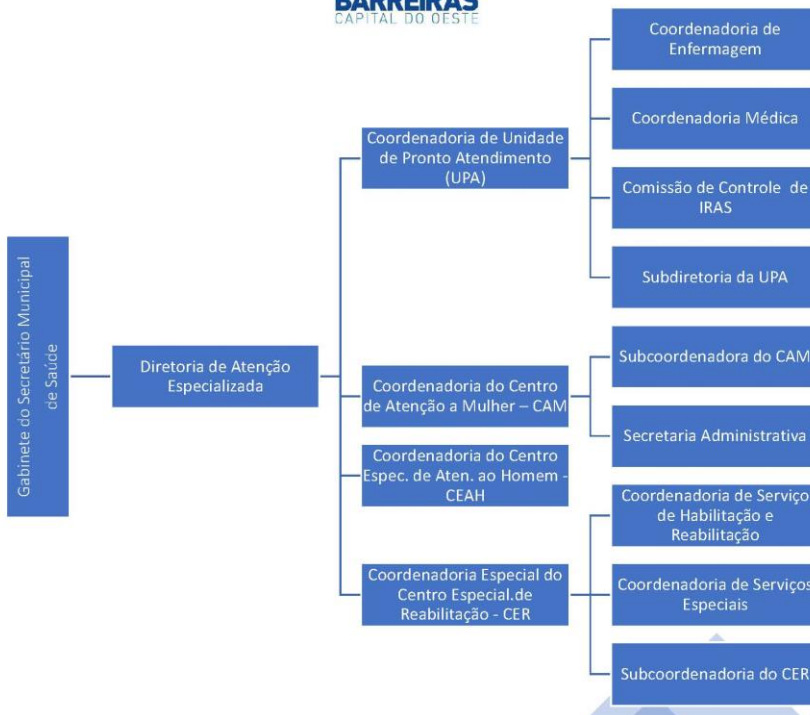 BARREIRAS
CAPITAL DO OESTE
Gabinete do Secretário Municipal
de Saúde
Diretoria de Atenção
Especializada
Coordenadoria de Unidade
de Pronto Atendimento
(UPA)
Coordenadoria de
Enfermagem
Coordenadoria Médica
Comissão de Controle de
IRAS
Subdiretoria da UPA
Coordenadoria do Centro
de Atenção a Mulher – CAM
Subcoordenadora do CAM
Secretaria Administrativa
Coordenadoria do Centro
Espec. de Aten. ao Homem -
CEAH
Coordenadoria Especial do
Centro Especial.de
Reabilitação - CER
Coordenadoria de Serviço
de Habilitação e
Reabilitação
Coordenadoria de Serviços
Especiais
Subcoordenadoria do CER